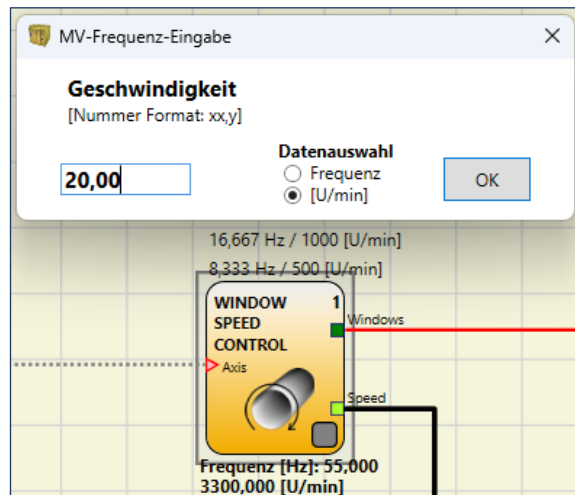 MV-Frequenz-Eingabe
Geschwindigkeit
[Nummer Format: xx,y]
Datenauswahl
20,00
Frequenz
[U/min]
OK
16,667 Hz / 1000 [U/min]
8,333 Hz / 500 [U/min]
WINDOW 1
SPEED
CONTROL
Windows
Axis
Speed
Frequenz [Hz]: 55,000
3300,000 [U/min]